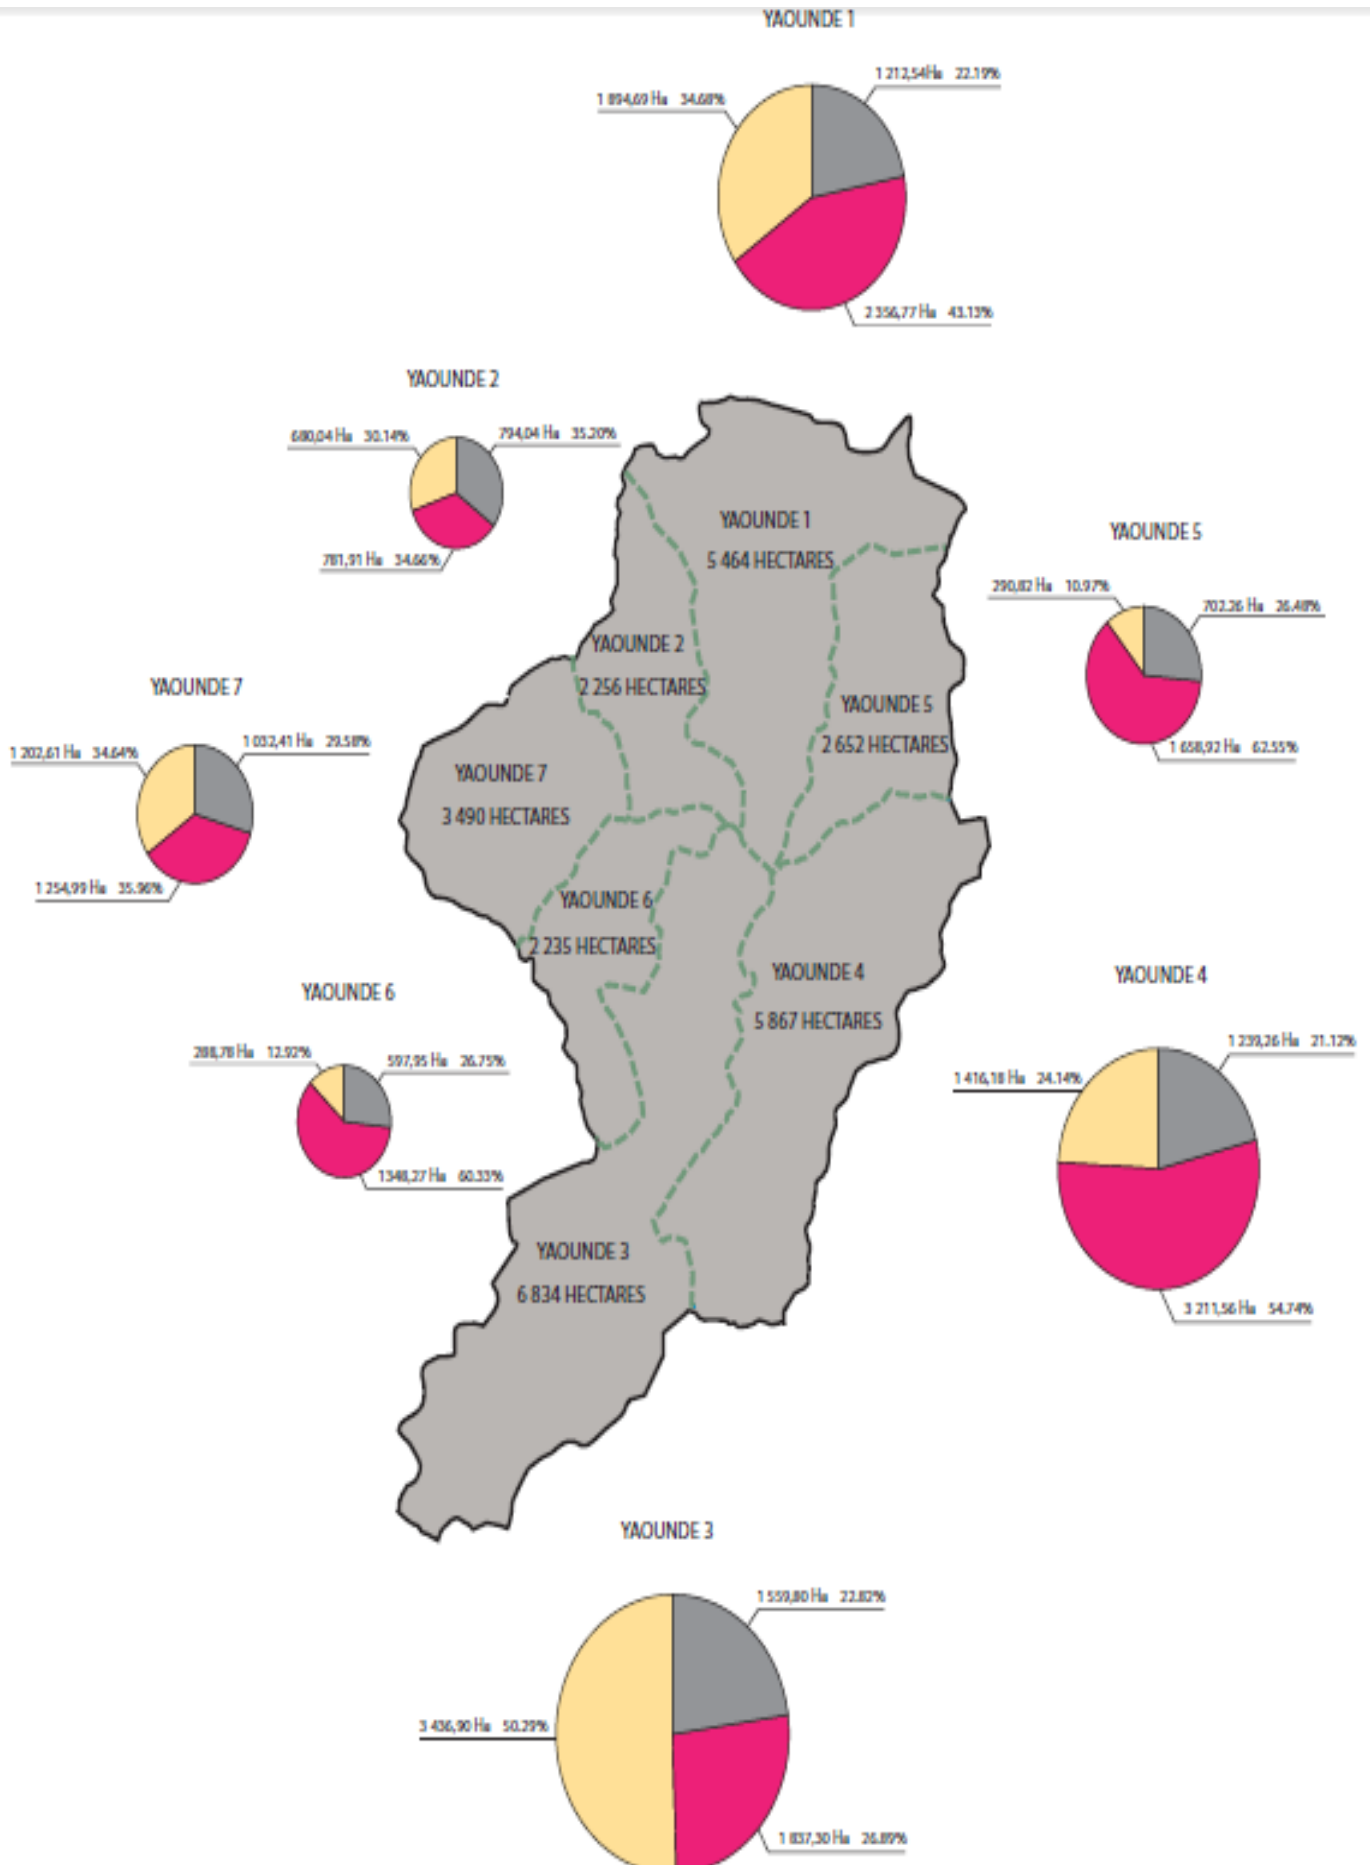 YAOUNDE 1
1 212,54Ha 22.19%
1 894,69 Ha 34.68%
2 356,77 Ha 43.13%
YAOUNDE 2
680,04 Ha 30.14%
794,04 Ha 35.20%
781,91 Ha 34.66%
YAOUNDE 1
5 464 HECTARES
YAOUNDE 5
290,82 Ha 10.97%
702.26 Ha 26.48%
1 658,92 Ha 62.55%
YAOUNDE 2
2 256 HECTARES
YAOUNDE 5
2 652 HECTARES
YAOUNDE 7
1 202,61 Ha 34.64%
1 032,41 Ha 29.58%
1 254,99 Ha 35.96%
YAOUNDE 7
3 490 HECTARES
YAOUNDE 6
2 235 HECTARES
YAOUNDE 4
5 867 HECTARES
YAOUNDE 6
288,78 Ha 12.92%
597,95 Ha 26.75%
1348,27 Ha 60.33%
YAOUNDE 4
1 239,26 Ha 21.12%
1 416,18 Ha 24.14%
3 211,56 Ha 54.74%
YAOUNDE 3
6 834 HECTARES
YAOUNDE 3
1 559,80 Ha 22.82%
3 436,90 Ha 50.29%
1 837,30 Ha 26.89%